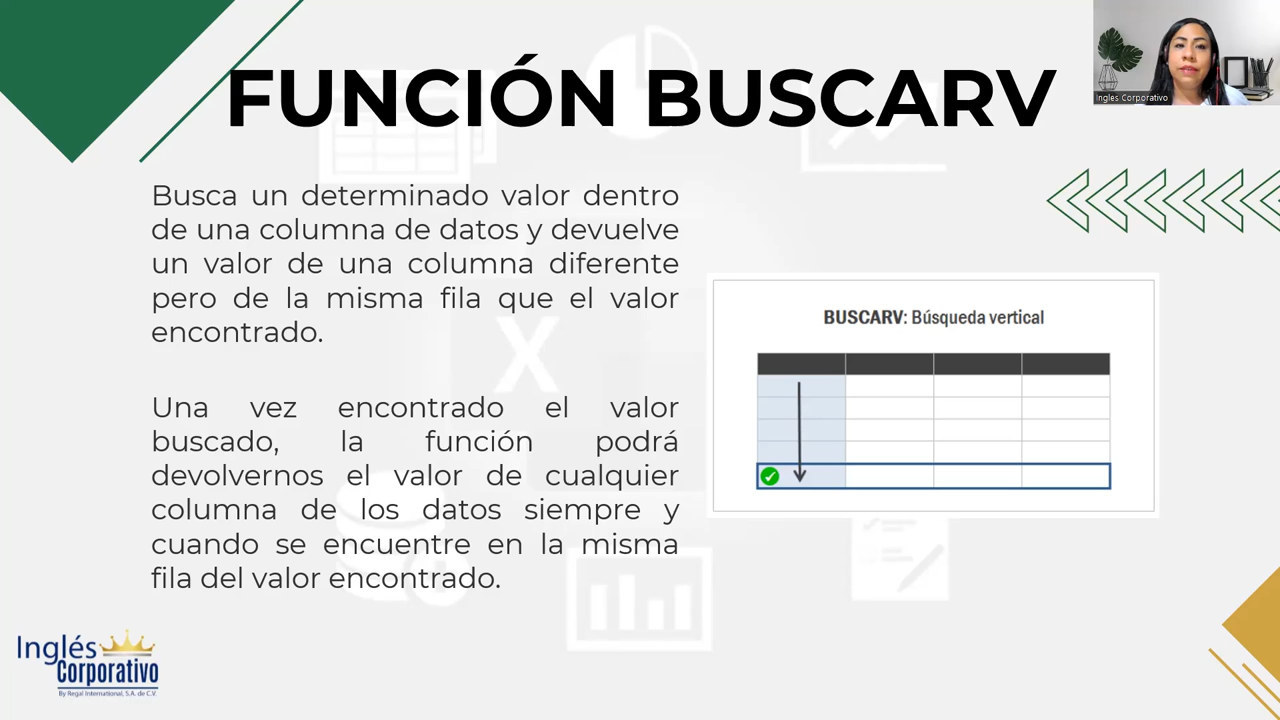 FUNCIÓN BUSCARV
Ingles Corporativo
Busca un determinado valor dentro
de una columna de datos y devuelve
un valor de una columna diferente
pero de la misma fila que el valor
encontrado.
Una vez encontrado el valor
buscado, la función podrá
devolvernos el valor de cualquier
columna de los datos siempre y
cuando se encuentre en la misma
fila del valor encontrado.
BUSCARV: Búsqueda vertical
X
Inglés
Corporativo
By Regal International, S.A. de C.V.